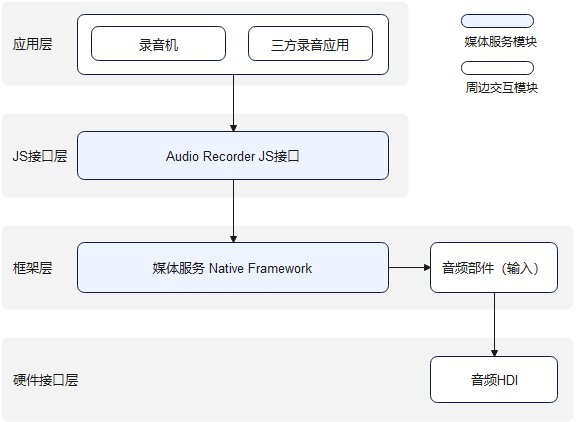 应用层
录音机
三方录音应用
媒体服务模块
周边交互模块
JS接口层
Audio Recorder JS接口
框架层
媒体服务 Native Framework
音频部件（输入）
硬件接口层
音频HDI